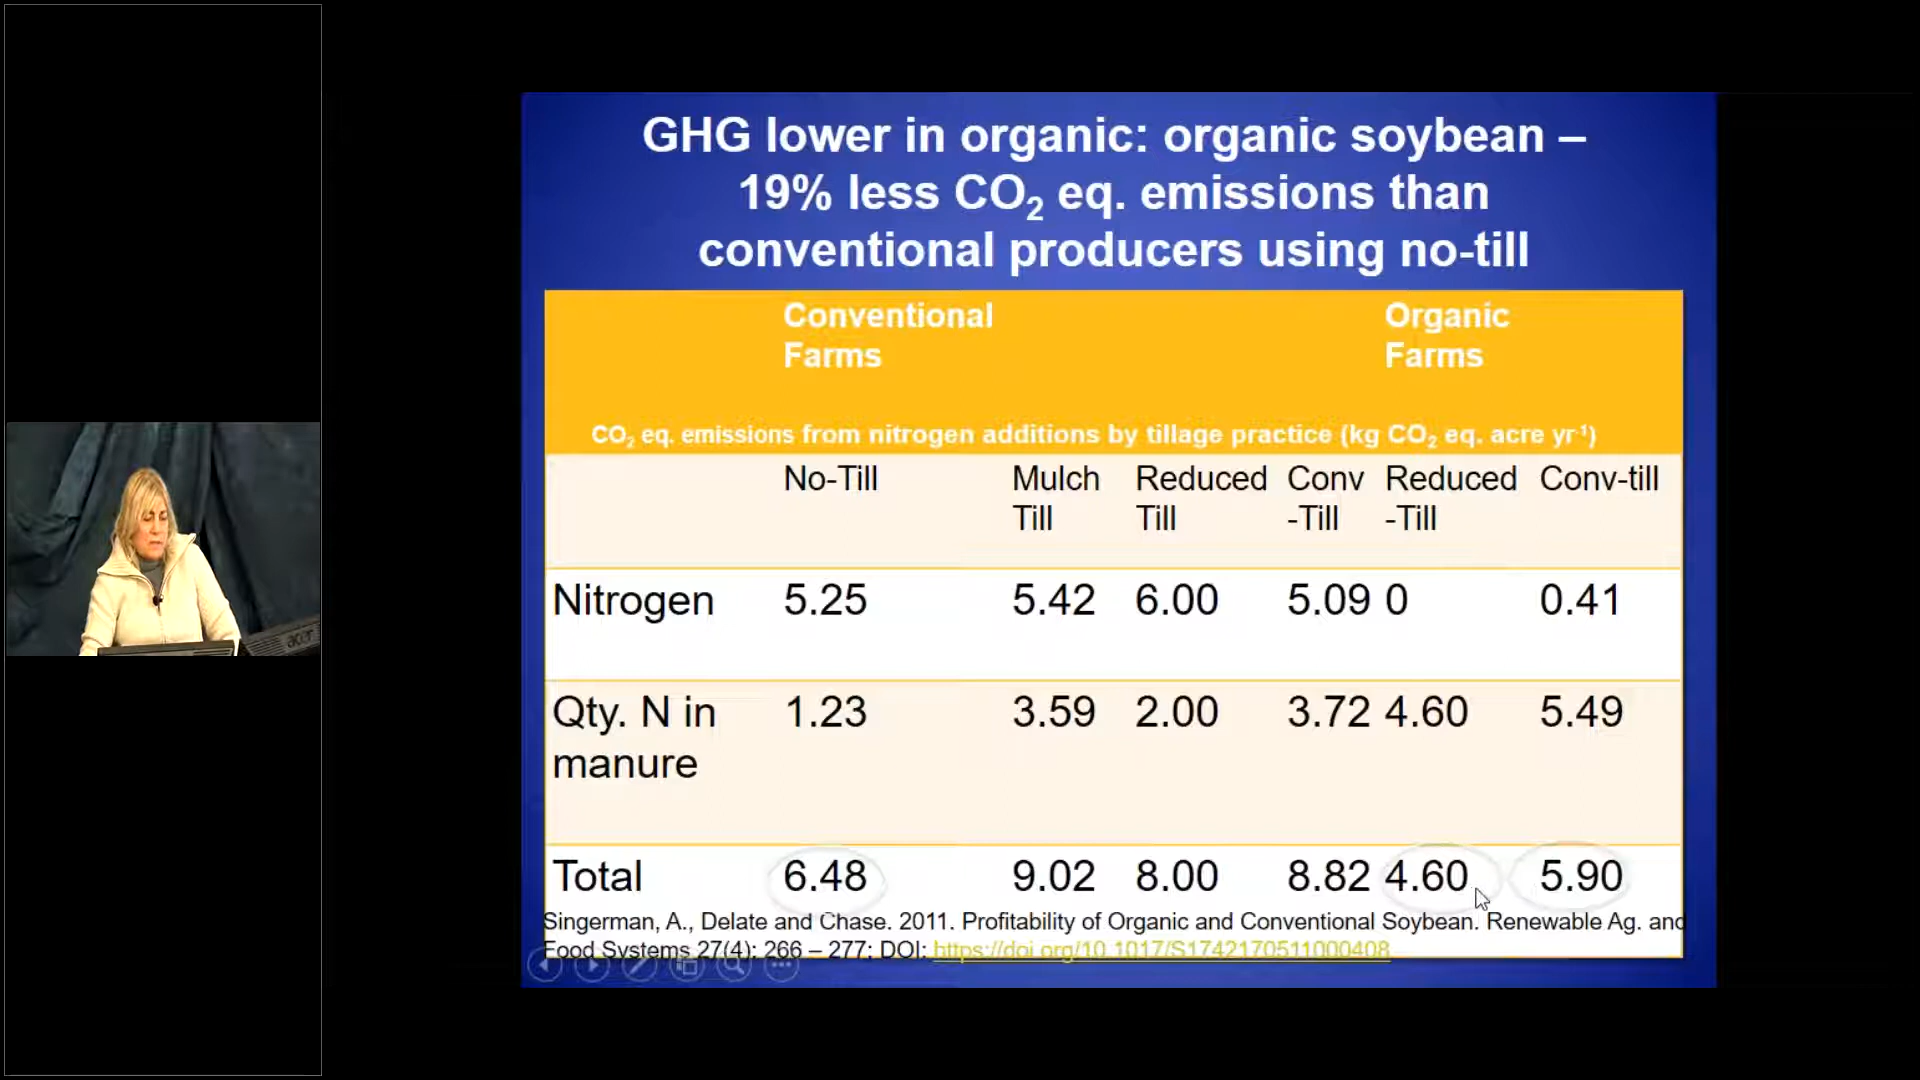 GHG lower in organic: organic soybean –
19% less CO₂ eq. emissions than
conventional producers using no-till
Conventional Farms
Organic Farms
CO₂ eq. emissions from nitrogen additions by tillage practice (kg CO₂ eq. acre yr⁻¹)
No-Till Mulch Till Reduced Till Conv -Till Reduced -Till Conv-till
Nitrogen 5.25 5.42 6.00 5.09 0 0.41
Qty. N in manure 1.23 3.59 2.00 3.72 4.60 5.49
Total 6.48 9.02 8.00 8.82 4.60 5.90
Singerman, A., Delate and Chase. 2011. Profitability of Organic and Conventional Soybean. Renewable Ag. and
Food Systems 27(4): 266 – 277; DOI: https://doi.org/10.1017/S1742170511000408
acer